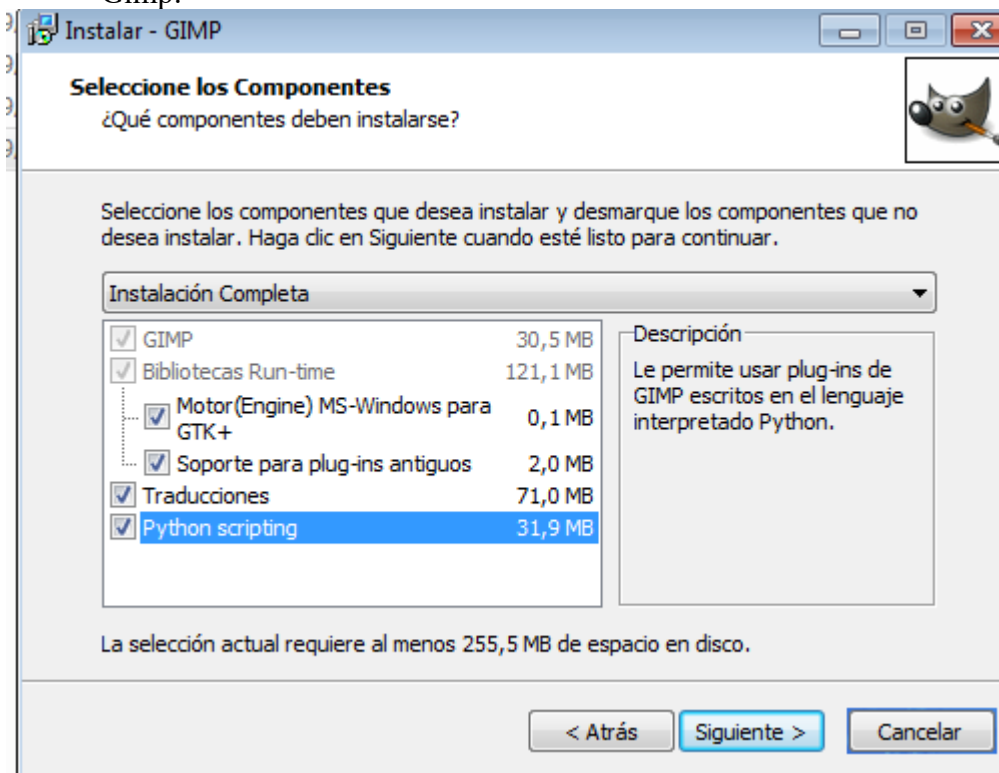 Gimp.
Instalar - GIMP
Seleccione los Componentes
¿Qué componentes deben instalarse?
Seleccione los componentes que desea instalar y desmarque los componentes que no
desea instalar. Haga clic en Siguiente cuando esté listo para continuar.
Instalación Completa
GIMP 30,5 MB
Bibliotecas Run-time 121,1 MB
Motor(Engine) MS-Windows para
GTK+ 0,1 MB
Soporte para plug-ins antiguos 2,0 MB
Traducciones 71,0 MB
Python scripting 31,9 MB
Descripción
Le permite usar plug-ins de
GIMP escritos en el lenguaje
interpretado Python.
La selección actual requiere al menos 255,5 MB de espacio en disco.
< Atrás Siguiente > Cancelar